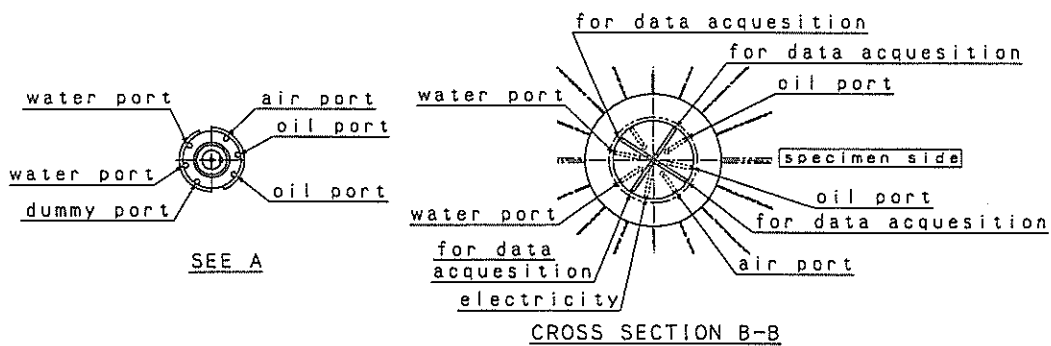 water port
air port
oil port
water port
dummy port
oil port
SEE A
for data acquesition
for data acquesition
water port
oil port
specimen side
water port
oil port
for data acquesition
for data
acquesition
air port
electricity
CROSS SECTION B-B